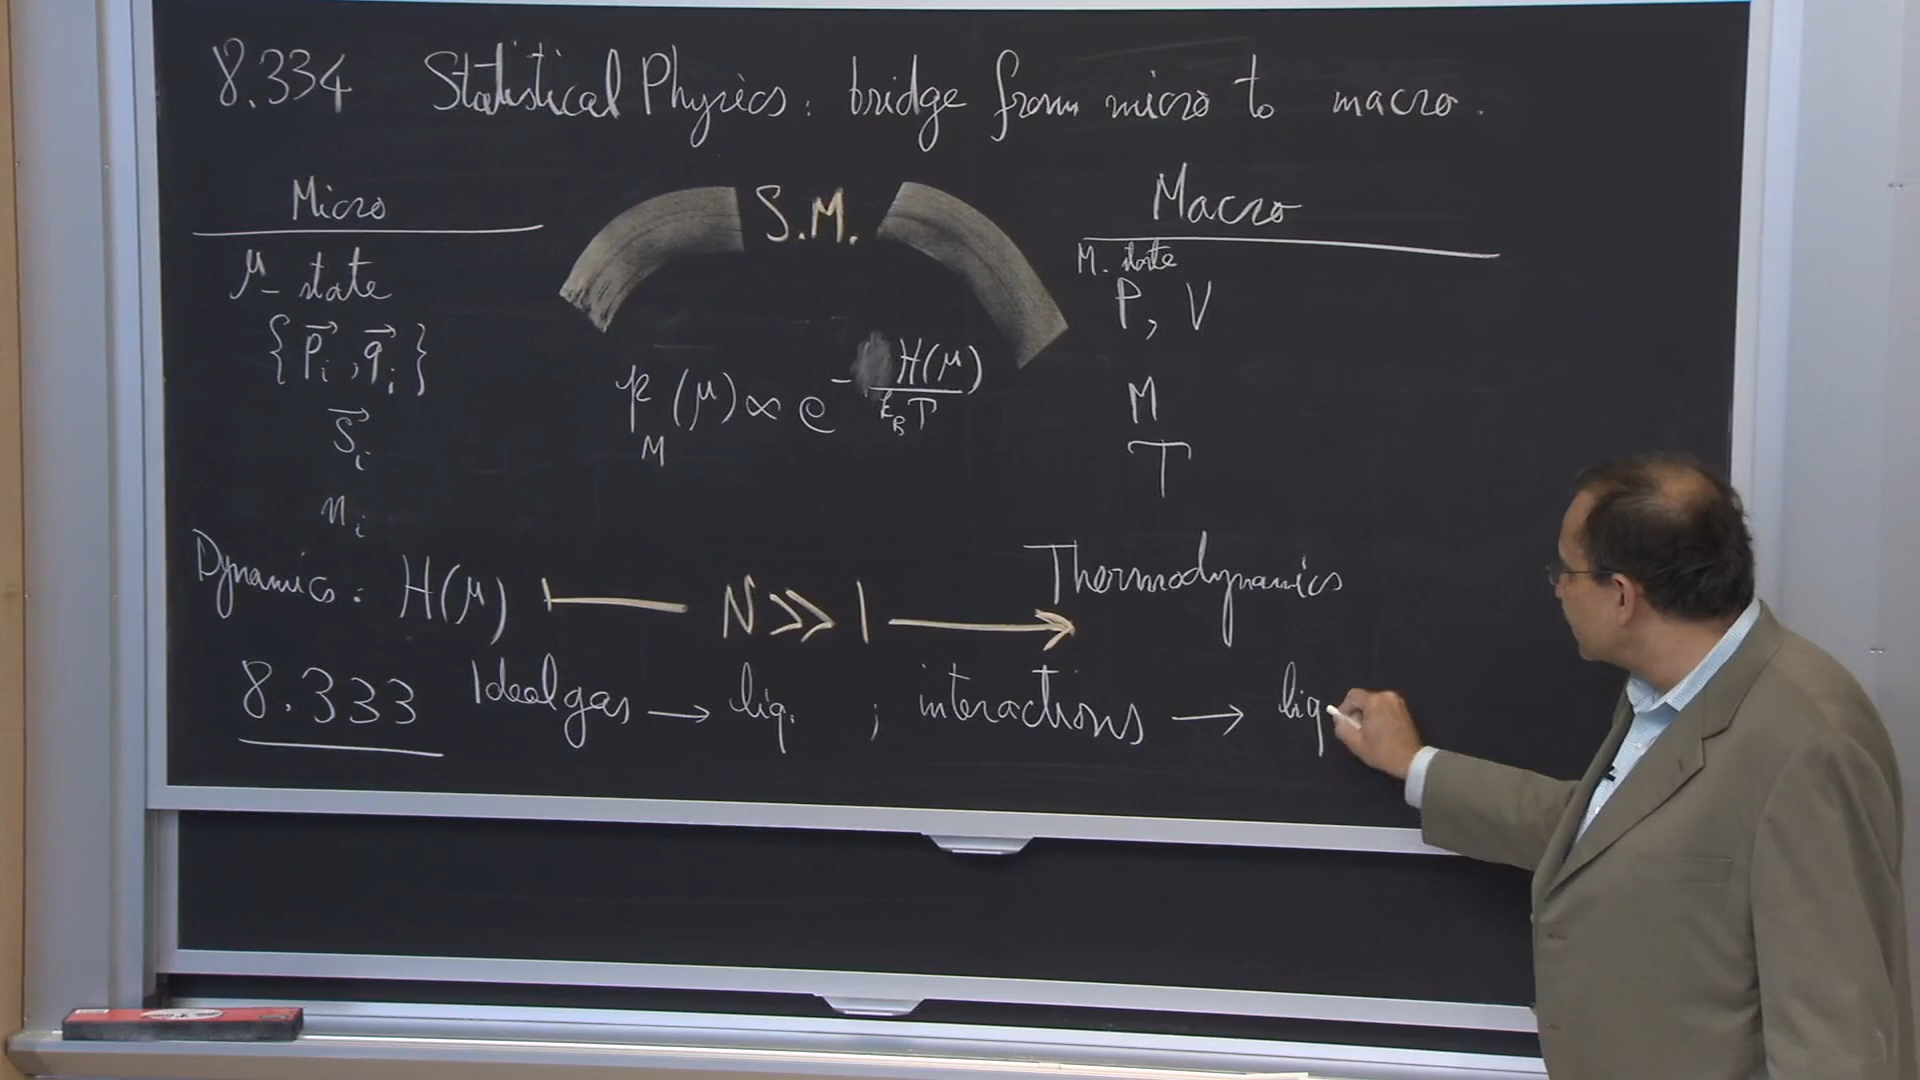 8.334 Statistical Physics: bridge from micro to macro.
Micro
S.M.
Macro
μ-state
{p⃗ᵢ, q⃗ᵢ}
S⃗ᵢ
nᵢ
p_M(μ) ∝ e^{-H(μ)/k_B T}
M. state
P, V
M
T
Dynamics: H(μ) ⊢— N ≫ 1 → Thermodynamics
8.333 Ideal gas → liq. ; interactions → liq